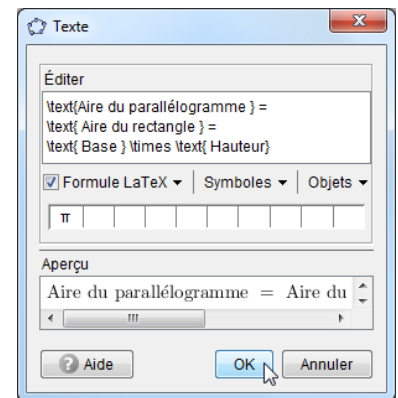 Texte
Éditer
\text{Aire du parallélogramme } =
\text{ Aire du rectangle } =
\text{ Base } \times \text{ Hauteur}
Formule LaTeX Symboles Objets
π
Aperçu
Aire du parallélogramme = Aire du
Aide OK Annuler